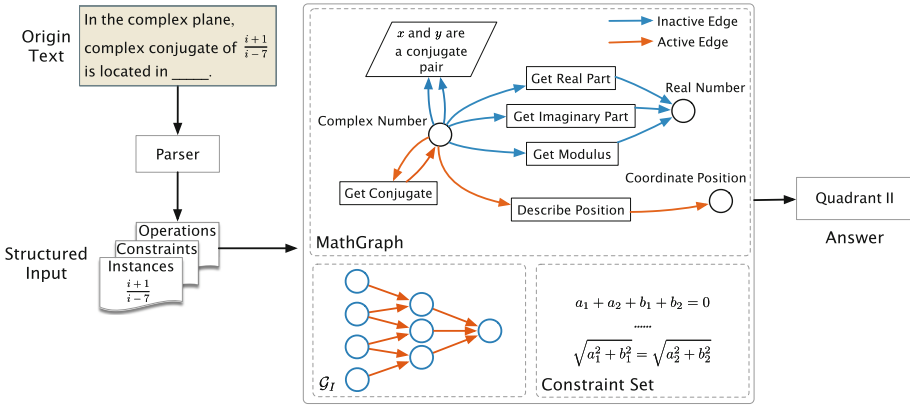 Origin
Text
In the complex plane,
complex conjugate of \frac{i+1}{i-7}
is located in _____.
Parser
Structured
Input
Operations
Constraints
Instances
\frac{i+1}{i-7}
x and y are
a conjugate
pair
Inactive Edge
Active Edge
Get Real Part
Real Number
Complex Number
Get Imaginary Part
Get Modulus
Get Conjugate
Coordinate Position
Describe Position
MathGraph
Quadrant II
Answer
\mathcal{G}_I
a_1 + a_2 + b_1 + b_2 = 0
......
\sqrt{a_1^2 + b_1^2} = \sqrt{a_2^2 + b_2^2}
Constraint Set